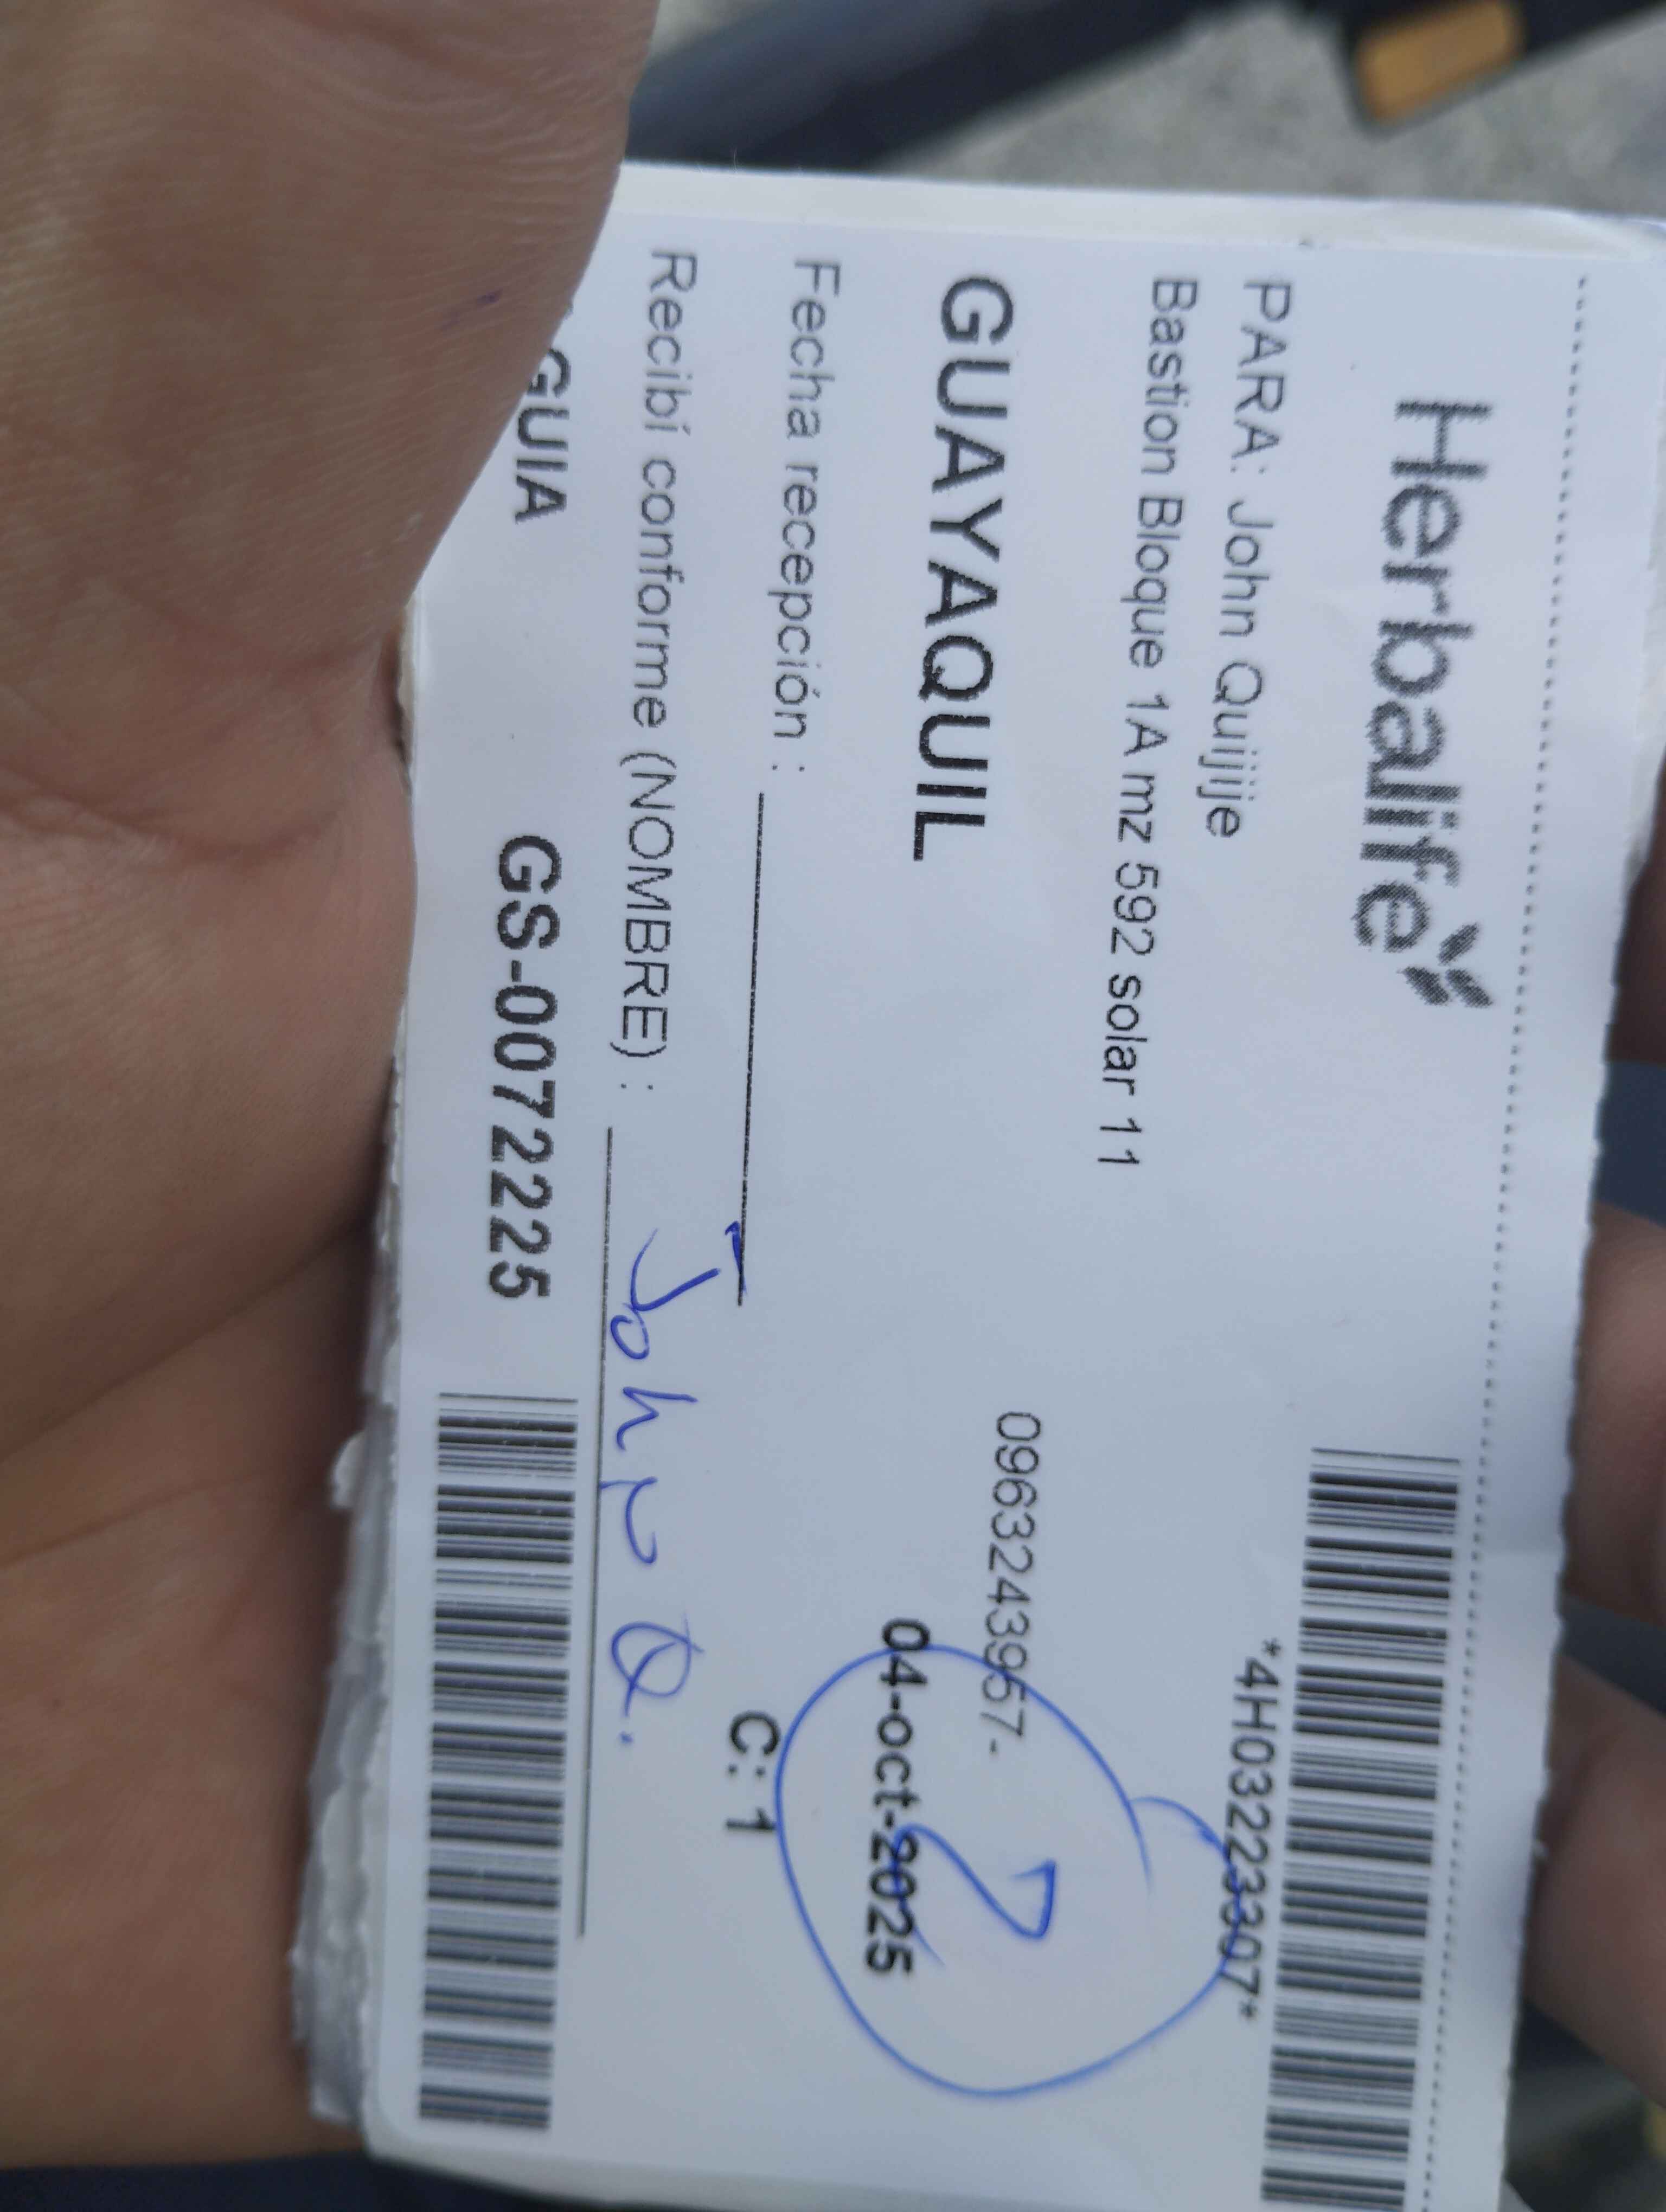 Herbalife
*4H03223307*
PARA: John Quijije
Bastion Bloque 1A mz 592 solar 11
0963243957-
GUAYAQUIL
04-oct-2025
2
Fecha recepción :
C: 1
Recibí conforme (NOMBRE) : John Q.
GUIA GS-0072225